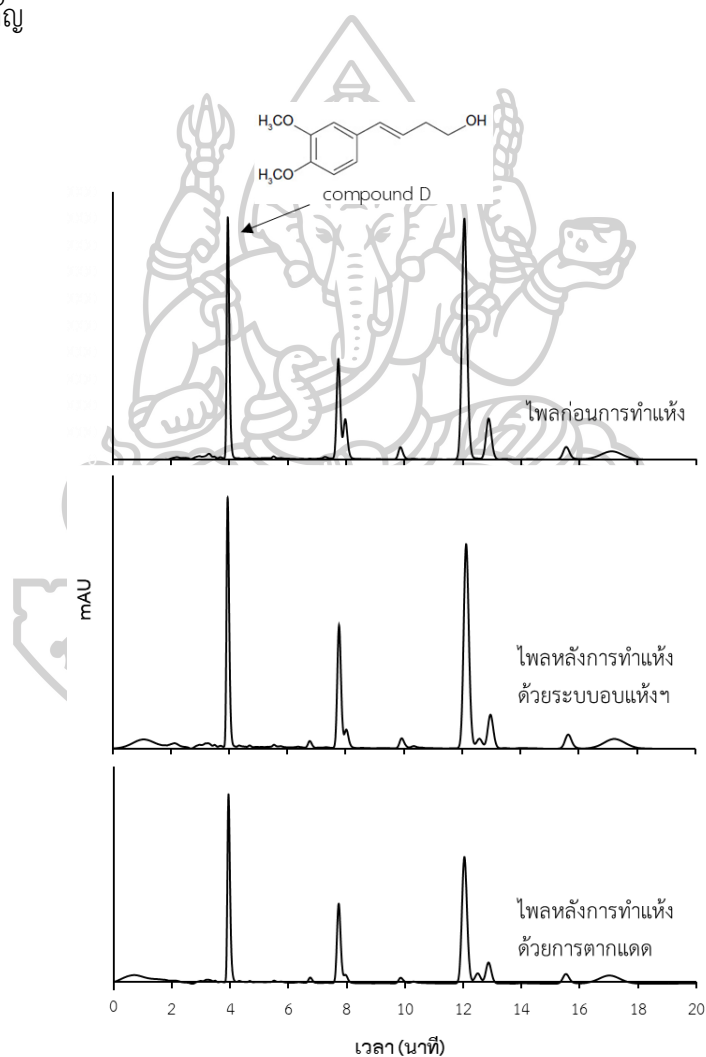 H₃CO
OH
H₃CO
compound D
ไพลก่อนการทำแห้ง
mAU
ไพลหลังการทำแห้ง
ด้วยระบบอบแห้งฯ
ไพลหลังการทำแห้ง
ด้วยการตากแดด
0 2 4 6 8 10 12 14 16 18 20
เวลา (นาที)